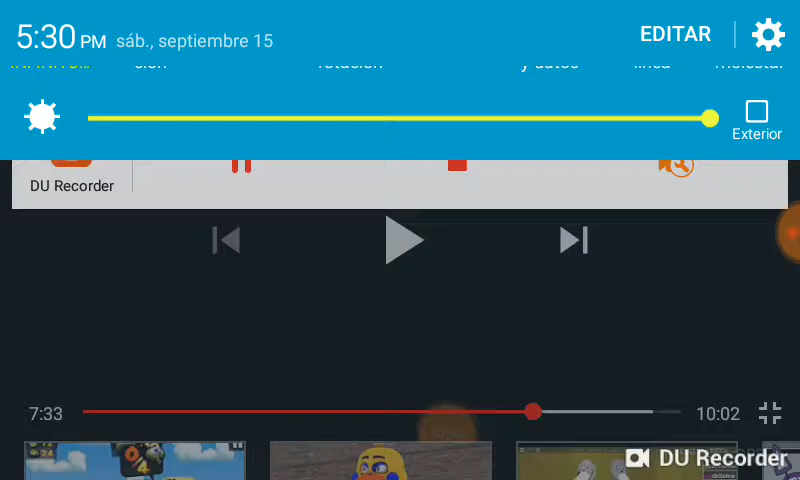 5:30 PM sáb., septiembre 15 EDITAR
Exterior
DU Recorder
7:33 10:02
DU Recorder